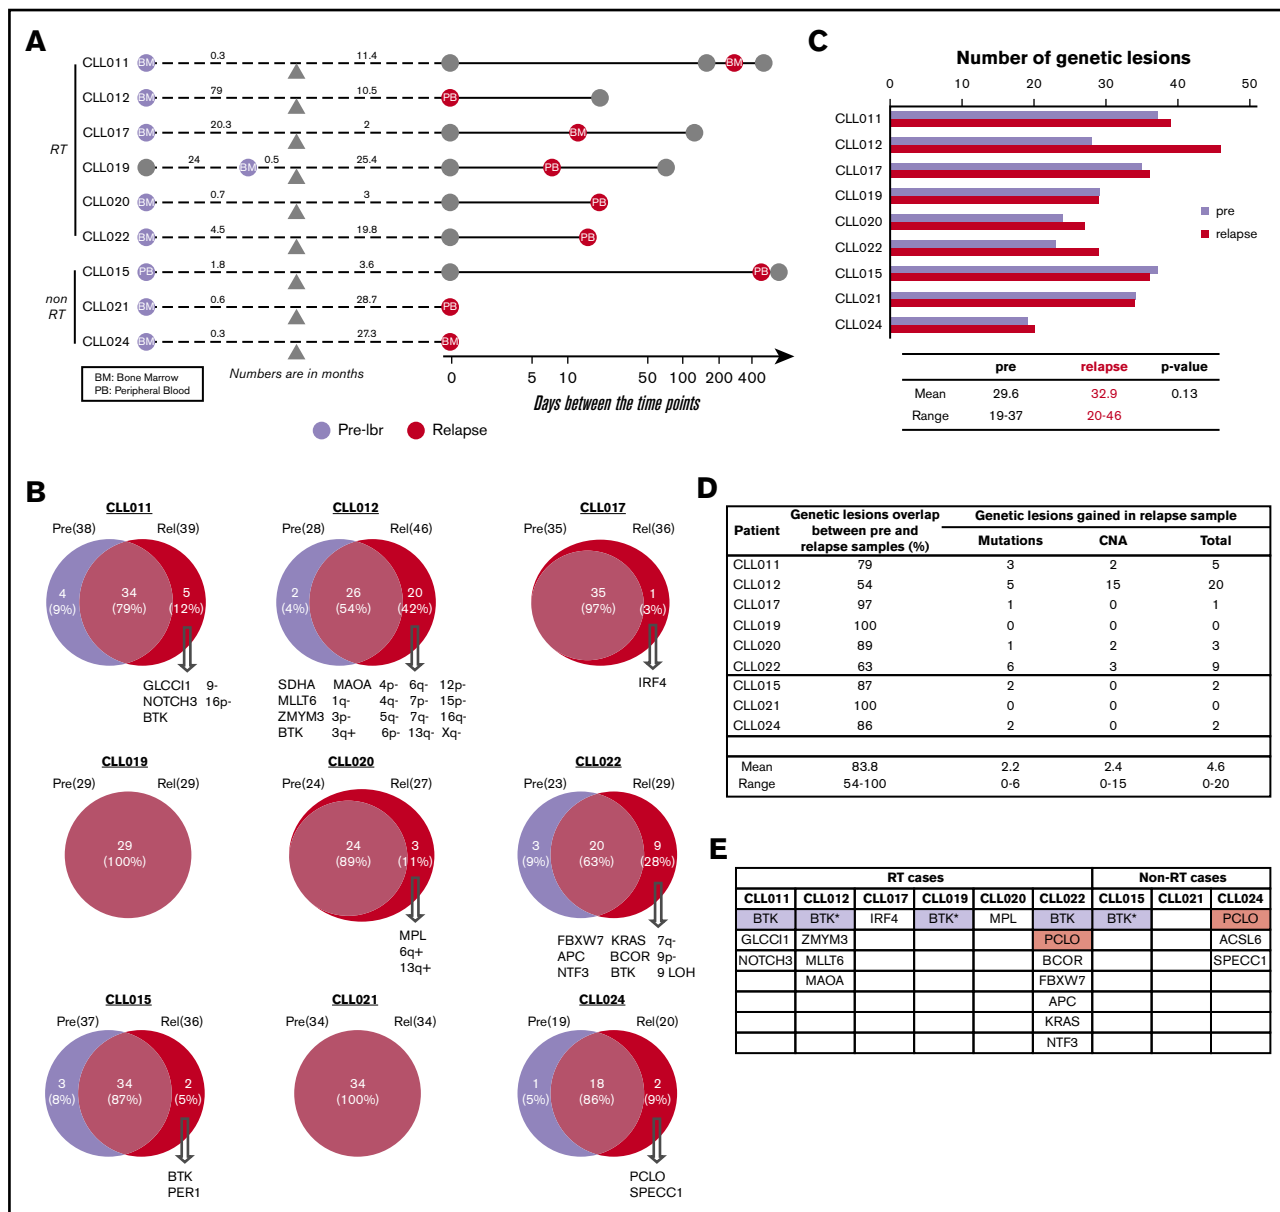 A
CLL011 BM 0.3 11.4 BM
CLL012 BM 79 10.5 PB
CLL017 BM 20.3 2 BM
CLL019 24 BM 0.5 25.4 PB
CLL020 BM 0.7 3 PB
CLL022 BM 4.5 19.8 PB
CLL015 PB 1.8 3.6 PB
CLL021 BM 0.6 28.7 PB
CLL024 BM 0.3 27.3 BM
RT
non
RT
BM: Bone Marrow
PB: Peripheral Blood
Numbers are in months
0 5 10 50 100 200 400
Days between the time points
Pre-Ibr Relapse
C
Number of genetic lesions
0 10 20 30 40 50
CLL011
CLL012
CLL017
CLL019
CLL020
CLL022
CLL015
CLL021
CLL024
pre
relapse
pre relapse p-value
Mean 29.6 32.9 0.13
Range 19-37 20-46
B
CLL011
Pre(38) Rel(39)
4 34 5
(9%) (79%) (12%)
GLCCI1 9-
NOTCH3 16p-
BTK
CLL012
Pre(28) Rel(46)
2 26 20
(4%) (54%) (42%)
SDHA MAOA 4p- 6q- 12p-
MLLT6 1q- 4q- 7p- 15p-
ZMYM3 3p- 5q- 7q- 16q-
BTK 3q+ 6p- 13q- Xq-
CLL017
Pre(35) Rel(36)
35 1
(97%) (3%)
IRF4
CLL019
Pre(29) Rel(29)
29
(100%)
CLL020
Pre(24) Rel(27)
24 3
(89%) (11%)
MPL
6q+
13q+
CLL022
Pre(23) Rel(29)
3 20 9
(9%) (63%) (28%)
FBXW7 KRAS 7q-
APC BCOR 9p-
NTF3 BTK 9 LOH
CLL015
Pre(37) Rel(36)
3 34 2
(8%) (87%) (5%)
BTK
PER1
CLL021
Pre(34) Rel(34)
34
(100%)
CLL024
Pre(19) Rel(20)
1 18 2
(5%) (86%) (9%)
PCLO
SPECC1
D
Patient Genetic lesions overlap between pre and relapse samples (%) Genetic lesions gained in relapse sample
Mutations CNA Total
CLL011 79 3 2 5
CLL012 54 5 15 20
CLL017 97 1 0 1
CLL019 100 0 0 0
CLL020 89 1 2 3
CLL022 63 6 3 9
CLL015 87 2 0 2
CLL021 100 0 0 0
CLL024 86 2 0 2
Mean 83.8 2.2 2.4 4.6
Range 54-100 0-6 0-15 0-20
E
RT cases Non-RT cases
CLL011 CLL012 CLL017 CLL019 CLL020 CLL022 CLL015 CLL021 CLL024
BTK BTK* IRF4 BTK* MPL BTK BTK* PCLO
GLCCI1 ZMYM3 PCLO ACSL6
NOTCH3 MLLT6 BCOR SPECC1
MAOA FBXW7
APC
KRAS
NTF3